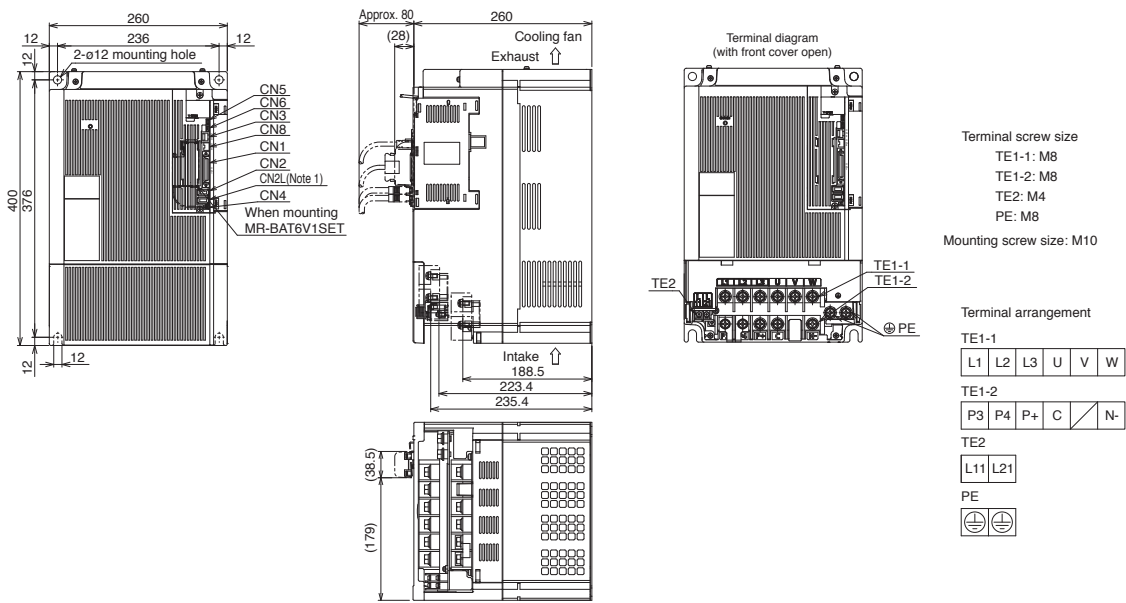 260
12
236
12
12
2-ø12 mounting hole
CN5
CN6
CN3
CN8
CN1
CN2
CN2L(Note 1)
CN4
When mounting
MR-BAT6V1SET
400
376
12
12
Approx. 80
260
(28)
Cooling fan
Exhaust
Intake
188.5
223.4
235.4
(38.5)
(179)
Terminal diagram
(with front cover open)
L1 L2 L3 U V W
TE2
TE1-1
TE1-2
PE
Terminal screw size
TE1-1: M8
TE1-2: M8
TE2: M4
PE: M8
Mounting screw size: M10
Terminal arrangement
TE1-1
L1 L2 L3 U V W
TE1-2
P3 P4 P+ C N-
TE2
L11 L21
PE